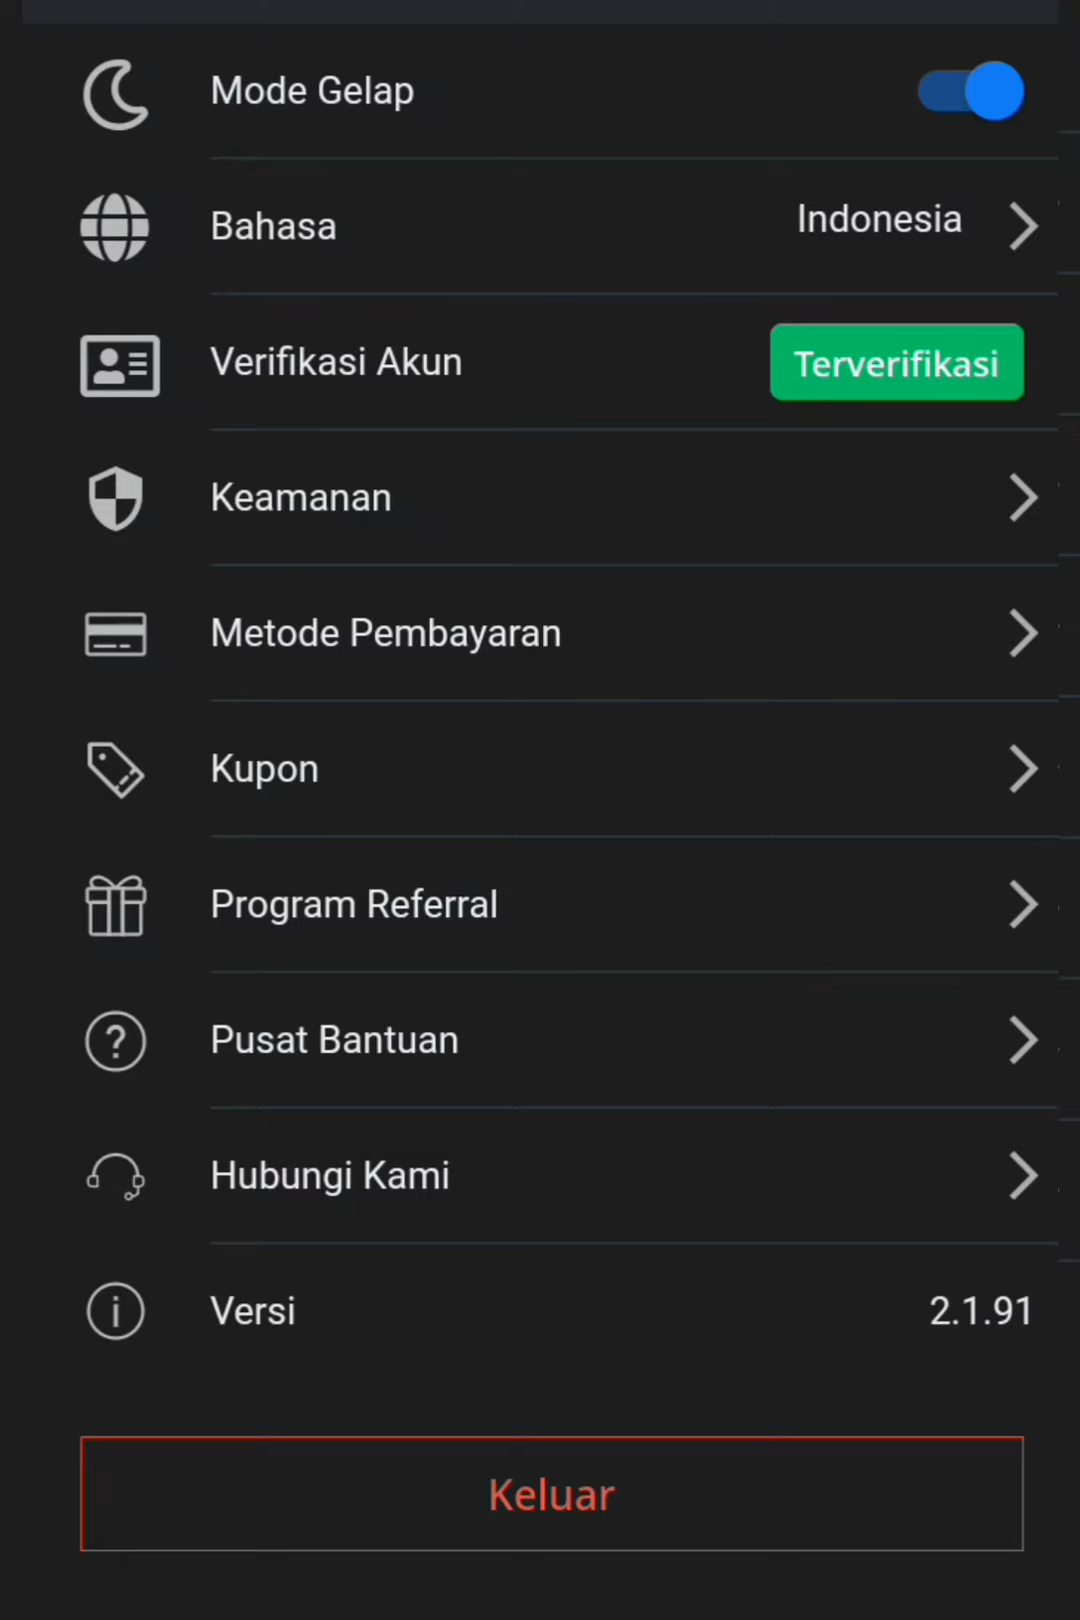 Mode Gelap
Bahasa Indonesia
Verifikasi Akun Terverifikasi
Keamanan
Metode Pembayaran
Kupon
Program Referral
Pusat Bantuan
Hubungi Kami
Versi 2.1.91
Keluar